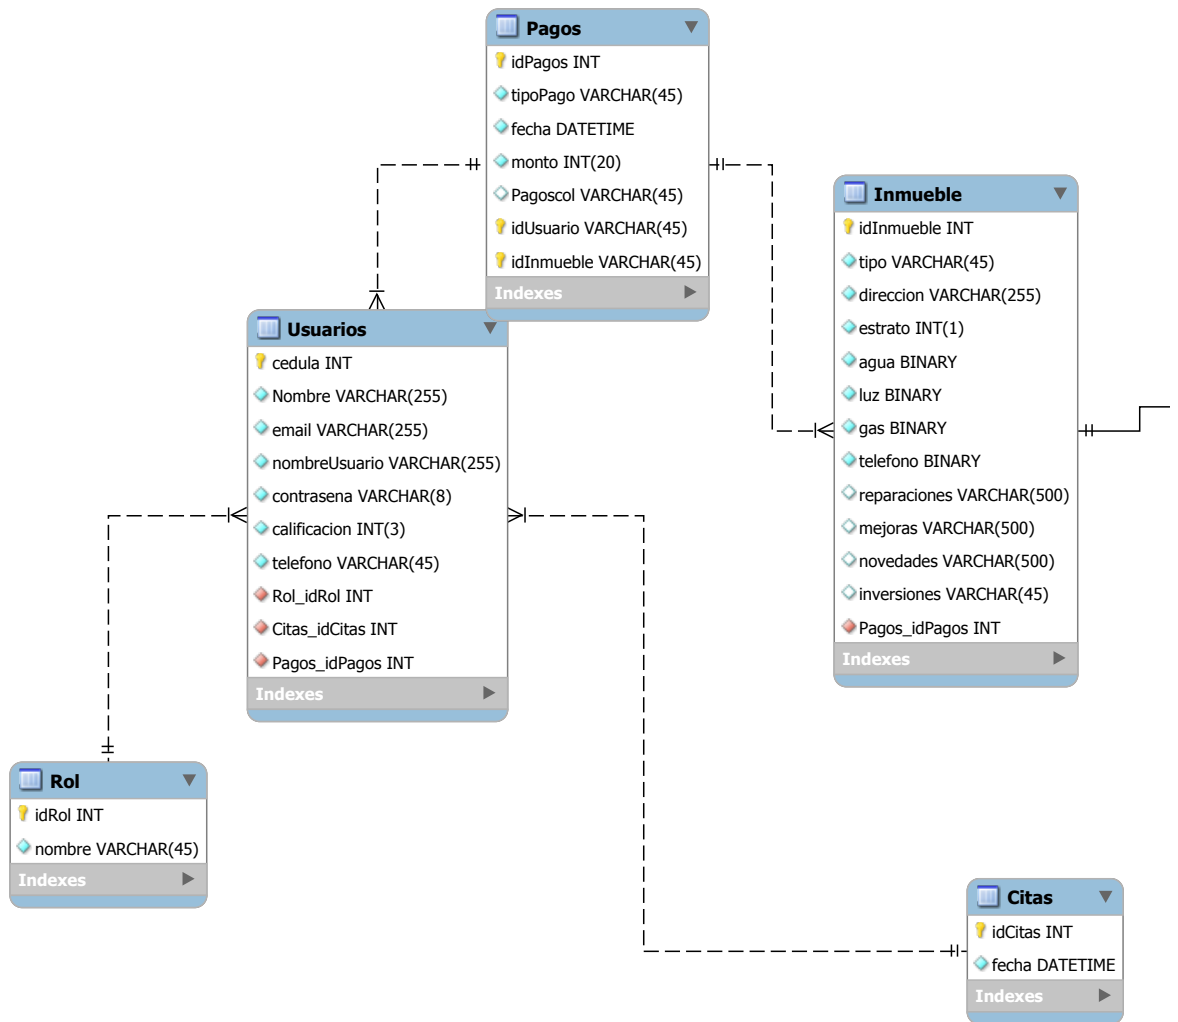 Pagos
idPagos INT
tipoPago VARCHAR(45)
fecha DATETIME
monto INT(20)
Pagoscol VARCHAR(45)
idUsuario VARCHAR(45)
idInmueble VARCHAR(45)
Indexes
Inmueble
idInmueble INT
tipo VARCHAR(45)
direccion VARCHAR(255)
estrato INT(1)
agua BINARY
luz BINARY
gas BINARY
telefono BINARY
reparaciones VARCHAR(500)
mejoras VARCHAR(500)
novedades VARCHAR(500)
inversiones VARCHAR(45)
Pagos_idPagos INT
Indexes
Usuarios
cedula INT
Nombre VARCHAR(255)
email VARCHAR(255)
nombreUsuario VARCHAR(255)
contrasena VARCHAR(8)
calificacion INT(3)
telefono VARCHAR(45)
Rol_idRol INT
Citas_idCitas INT
Pagos_idPagos INT
Indexes
Rol
idRol INT
nombre VARCHAR(45)
Indexes
Citas
idCitas INT
fecha DATETIME
Indexes